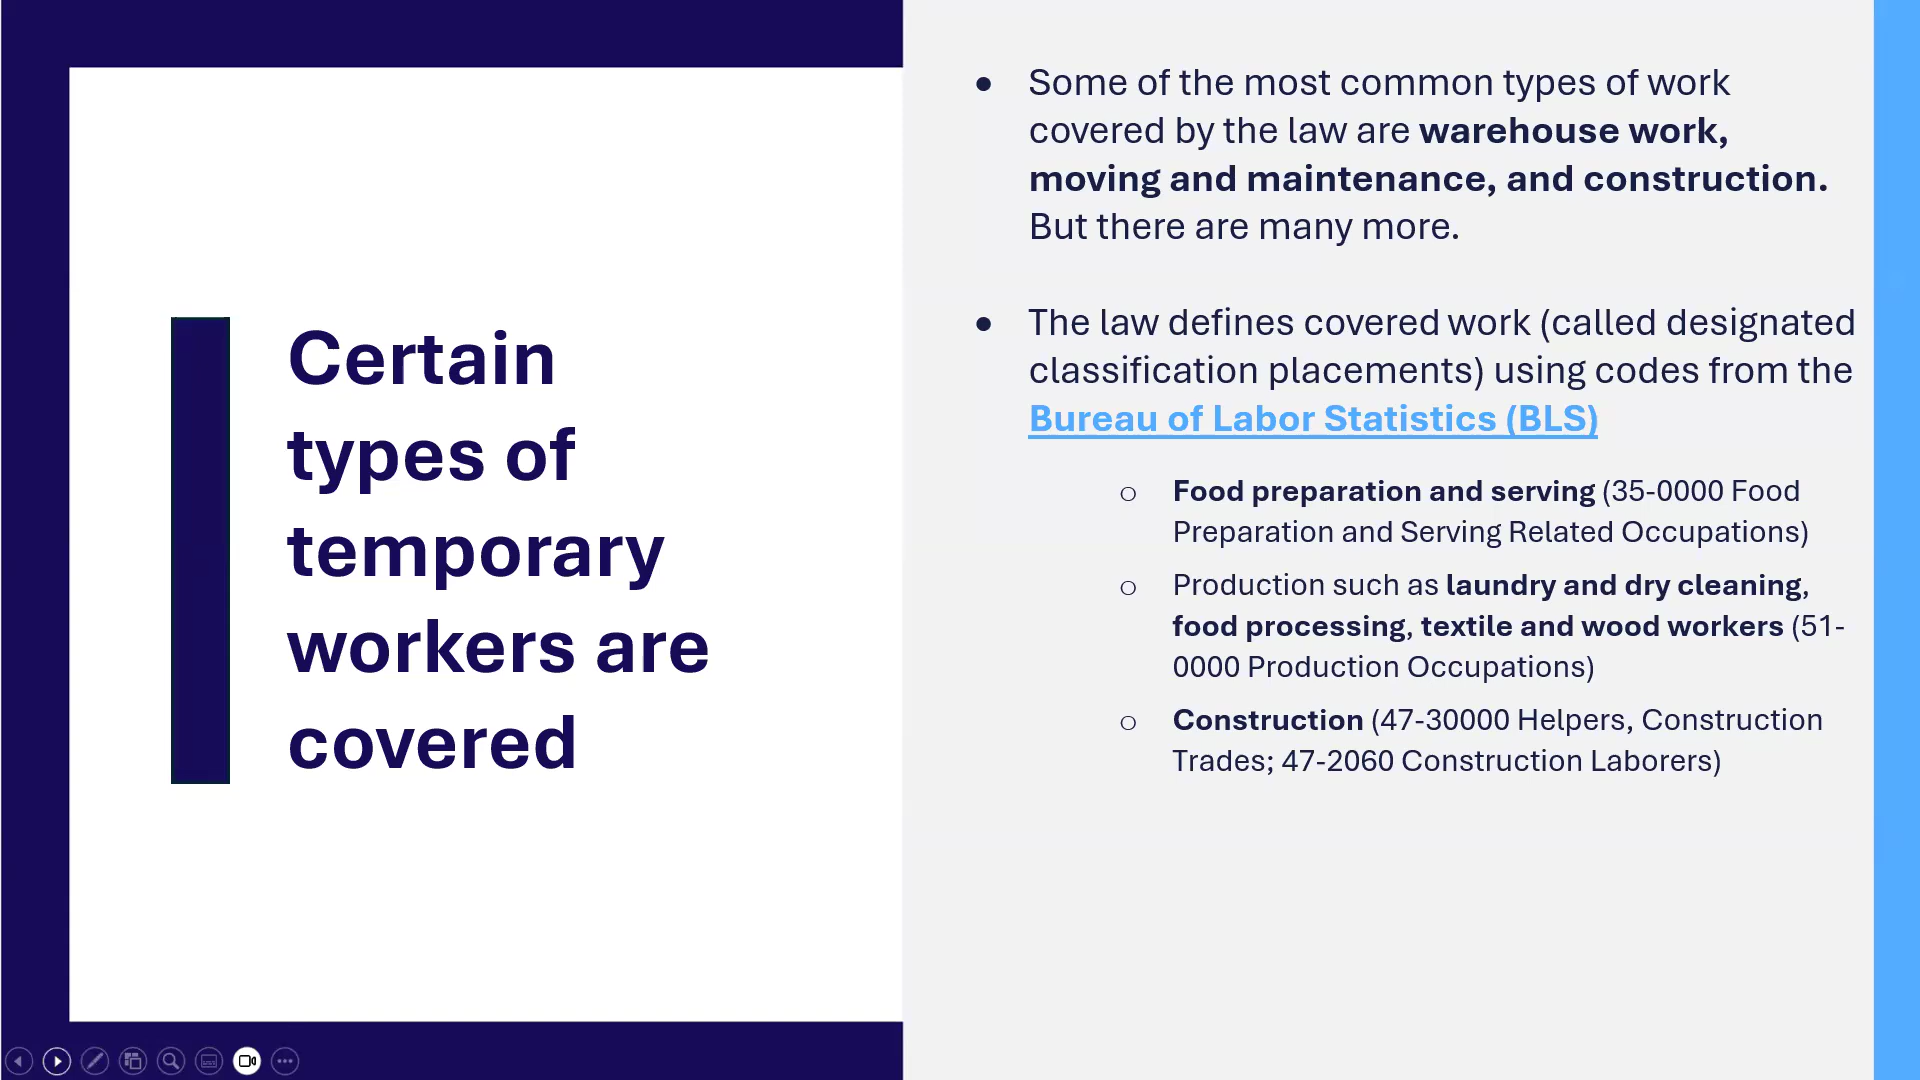 Certain
types of
temporary
workers are
covered
● Some of the most common types of work
covered by the law are warehouse work,
moving and maintenance, and construction.
But there are many more.
● The law defines covered work (called designated
classification placements) using codes from the
Bureau of Labor Statistics (BLS)
o Food preparation and serving (35-0000 Food
Preparation and Serving Related Occupations)
o Production such as laundry and dry cleaning,
food processing, textile and wood workers (51-
0000 Production Occupations)
o Construction (47-30000 Helpers, Construction
Trades; 47-2060 Construction Laborers)